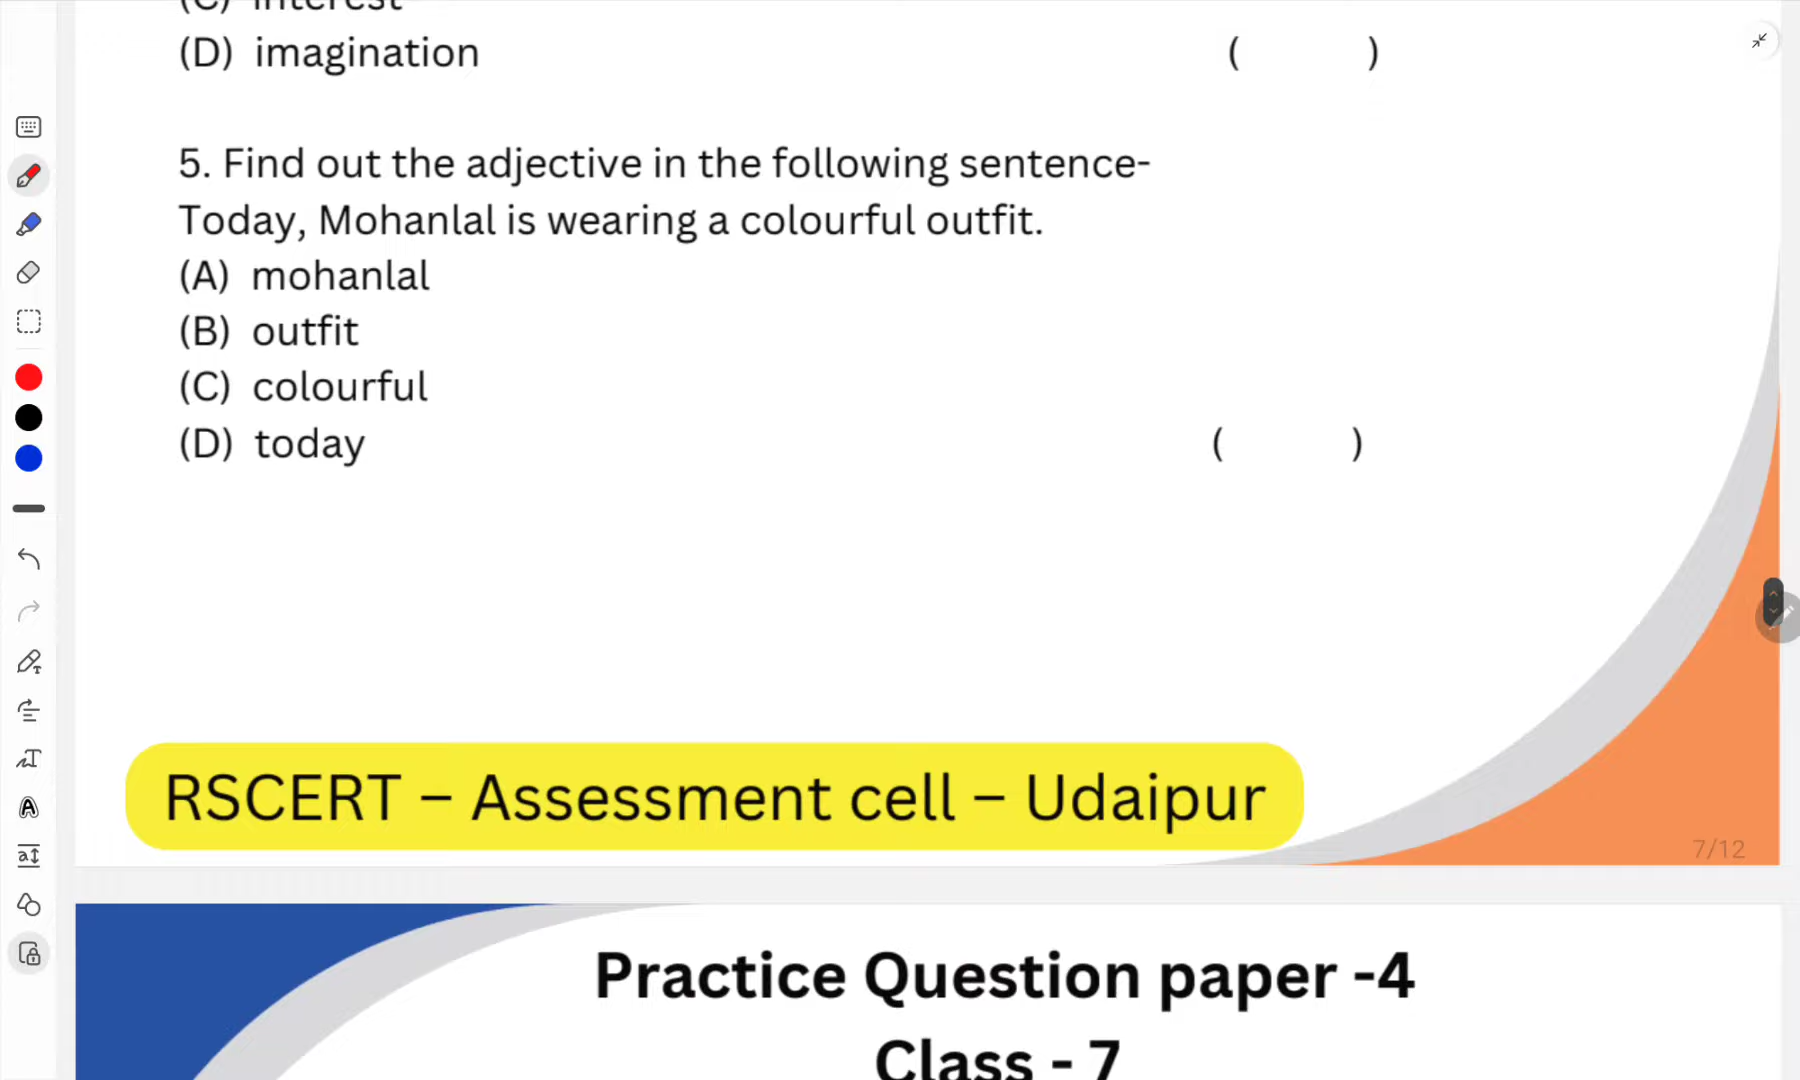 (C) interest
(D) imagination ( )
5. Find out the adjective in the following sentence-
Today, Mohanlal is wearing a colourful outfit.
(A) mohanlal
(B) outfit
(C) colourful
(D) today ( )
RSCERT – Assessment cell – Udaipur
7/12
Practice Question paper -4
Class - 7